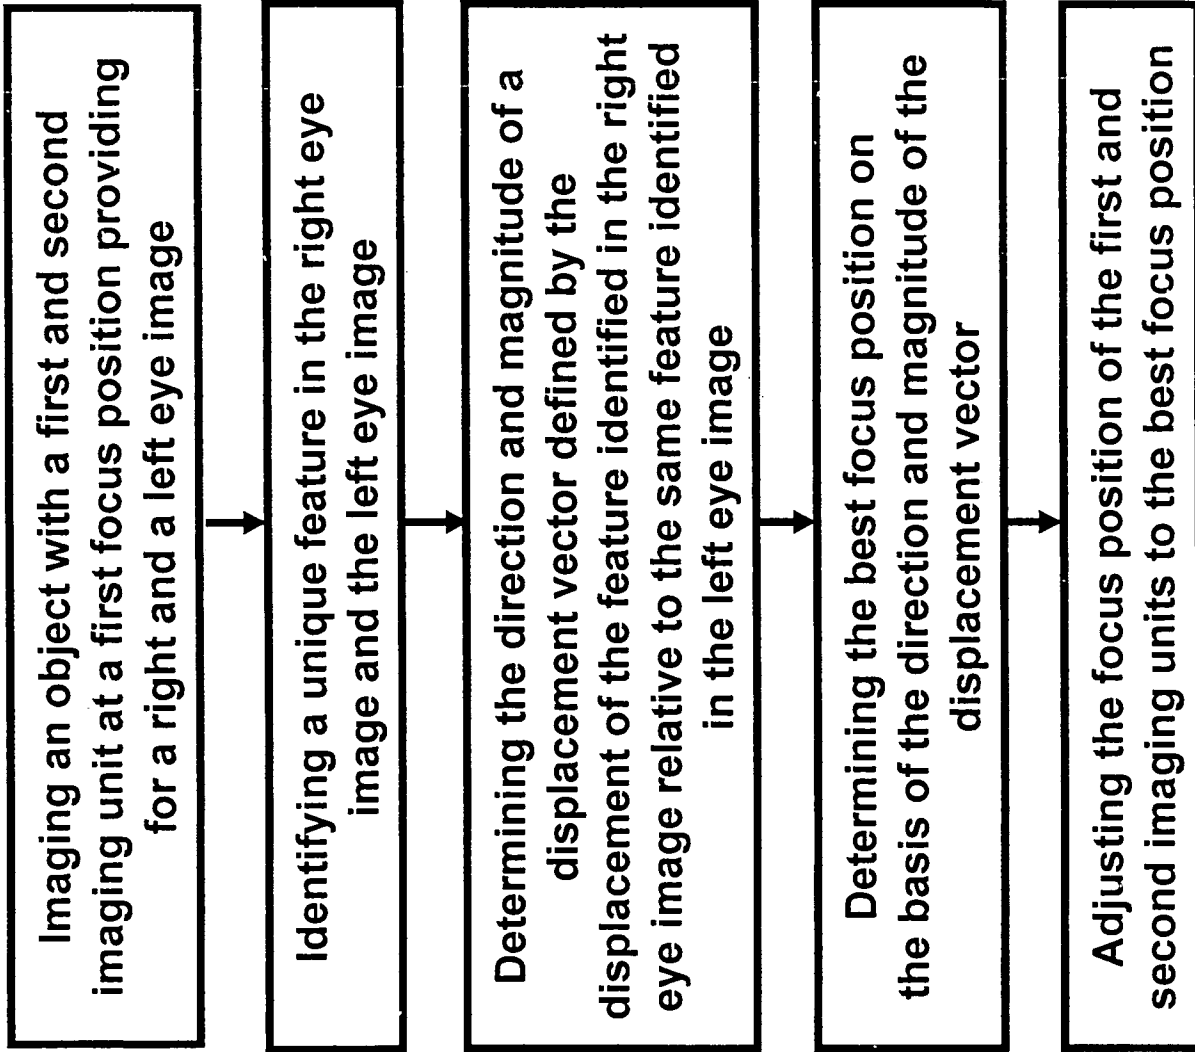 Imaging an object with a first and second
imaging unit at a first focus position providing
for a right and a left eye image
Identifying a unique feature in the right eye
image and the left eye image
Determining the direction and magnitude of a
displacement vector defined by the
displacement of the feature identified in the right
eye image relative to the same feature identified
in the left eye image
Determining the best focus position on
the basis of the direction and magnitude of the
displacement vector
Adjusting the focus position of the first and
second imaging units to the best focus position